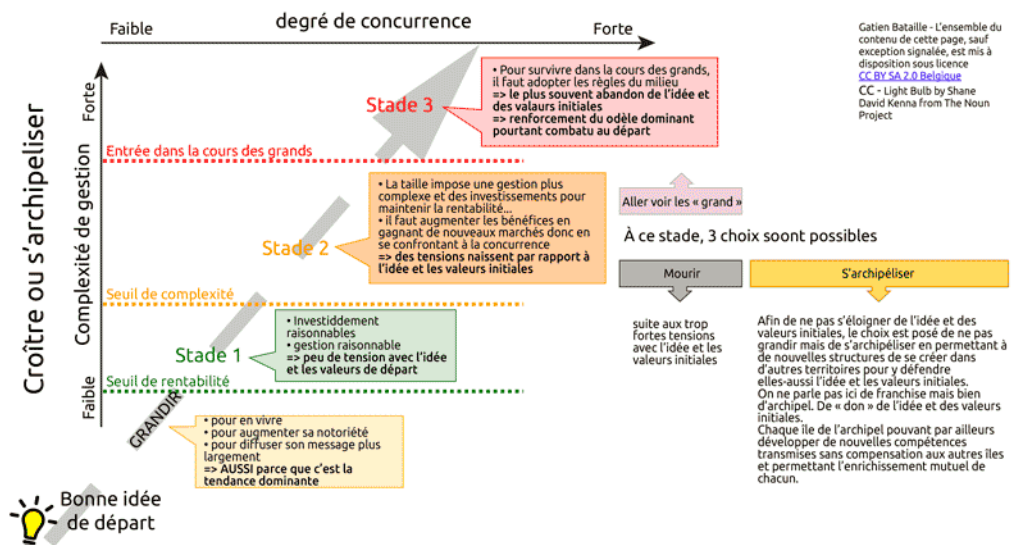 degré de concurrence
Faible
Forte
Gatien Bataille - L'ensemble du
contenu de cette page, sauf
exception signalée, est mis à
disposition sous licence
CC BY SA 2.0 Belgique
CC - Light Bulb by Shane
David Kenna from The Noun
Project
Croître ou s'archipeliser
Complexité de gestion
Forte
Faible
Stade 3
• Pour survivre dans la cours des grands,
il faut adopter les règles du milieu
=> le plus souvent abandon de l'idée et
des valeurs initiales
=> renforcement du odèle dominant
pourtant combatu au départ
Entrée dans la cours des grands
Stade 2
• La taille impose une gestion plus
complexe et des investissements pour
maintenir la rentabilité...
• il faut augmenter les bénéfices en
gagnant de nouveaux marchés donc en
se confrontant à la concurrence
=> des tensions naissent par rapport à
l'idée et les valeurs initiales
Aller voir les « grand »
À ce stade, 3 choix soont possibles
Mourir
S'archipéliser
suite aux trop
fortes tensions
avec l'idée et les
valeurs initiales
Afin de ne pas s'éloigner de l'idée et des
valeurs initiales, le choix est posé de ne pas
grandir mais de s'archipéliser en permettant à
de nouvelles structures de se créer dans
d'autres territoires pour y défendre
elles-aussi l'idée et les valeurs initiales.
On ne parle pas ici de franchise mais bien
d'archipel. De « don » de l'idée et des valeurs
initiales.
Chaque île de l'archipel pouvant par ailleurs
développer de nouvelles compétences
transmises sans compensation aux autres îles
et permettant l'enrichissement mutuel de
chacun.
Seuil de complexité
Stade 1
• Investiddement
raisonnables
• gestion raisonnable
=> peu de tension avec l'idée
et les valeurs de départ
Seuil de rentabilité
GRANDIR
• pour en vivre
• pour augmenter sa notoriété
• pour diffuser son message plus
largement
=> AUSSI parce que c'est la
tendance dominante
Bonne idée
de départ